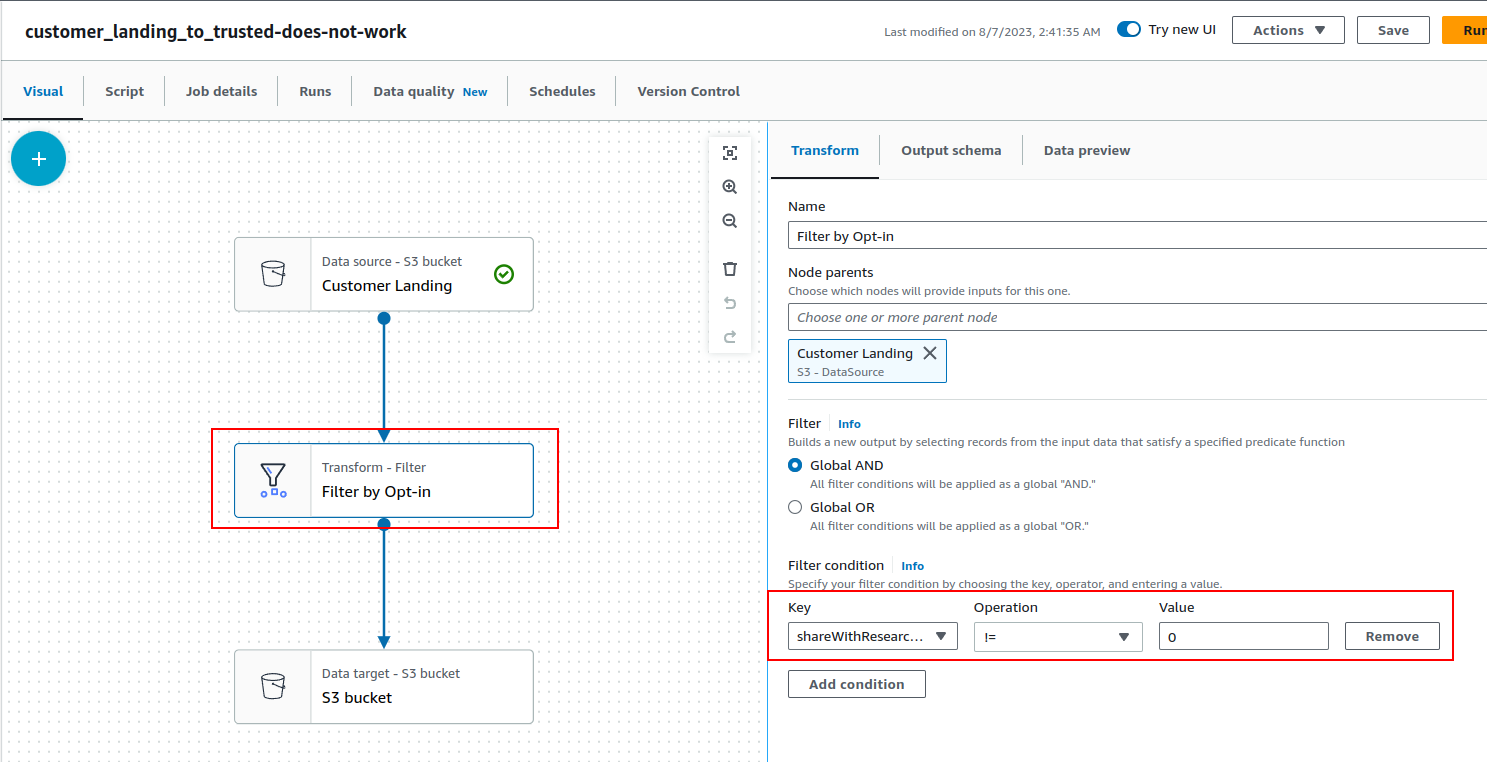 customer_landing_to_trusted-does-not-work
Last modified on 8/7/2023, 2:41:35 AM
Try new UI
Actions
Save
Run
Visual
Script
Job details
Runs
Data quality New
Schedules
Version Control
Data source - S3 bucket
Customer Landing
Transform - Filter
Filter by Opt-in
Data target - S3 bucket
S3 bucket
Transform
Output schema
Data preview
Name
Filter by Opt-in
Node parents
Choose which nodes will provide inputs for this one.
Choose one or more parent node
Customer Landing
S3 - DataSource
Filter Info
Builds a new output by selecting records from the input data that satisfy a specified predicate function
Global AND
All filter conditions will be applied as a global "AND."
Global OR
All filter conditions will be applied as a global "OR."
Filter condition Info
Specify your filter condition by choosing the key, operator, and entering a value.
Key Operation Value
shareWithResearc... != 0 Remove
Add condition